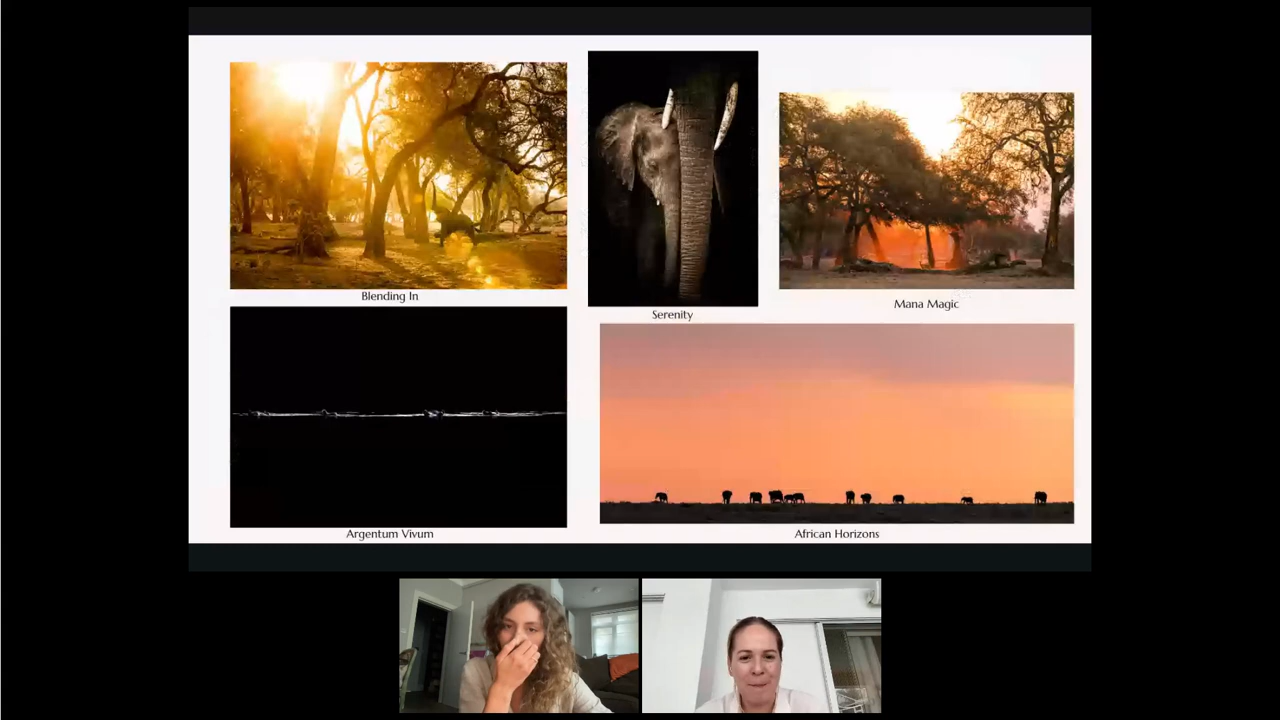 Blending In
Serenity
Mana Magic
Argentum Vivum
African Horizons